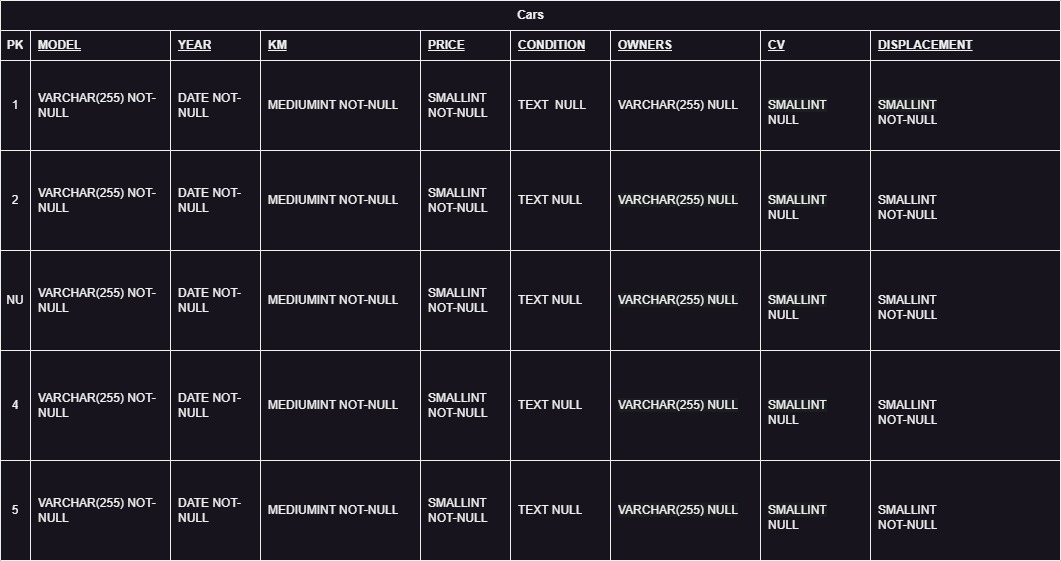 Cars
PK MODEL YEAR KM PRICE CONDITION OWNERS CV DISPLACEMENT
1 VARCHAR(255) NOT-NULL DATE NOT-NULL MEDIUMINT NOT-NULL SMALLINT NOT-NULL TEXT NULL VARCHAR(255) NULL SMALLINT NULL SMALLINT NOT-NULL
2 VARCHAR(255) NOT-NULL DATE NOT-NULL MEDIUMINT NOT-NULL SMALLINT NOT-NULL TEXT NULL VARCHAR(255) NULL SMALLINT NULL SMALLINT NOT-NULL
NU VARCHAR(255) NOT-NULL DATE NOT-NULL MEDIUMINT NOT-NULL SMALLINT NOT-NULL TEXT NULL VARCHAR(255) NULL SMALLINT NULL SMALLINT NOT-NULL
4 VARCHAR(255) NOT-NULL DATE NOT-NULL MEDIUMINT NOT-NULL SMALLINT NOT-NULL TEXT NULL VARCHAR(255) NULL SMALLINT NULL SMALLINT NOT-NULL
5 VARCHAR(255) NOT-NULL DATE NOT-NULL MEDIUMINT NOT-NULL SMALLINT NOT-NULL TEXT NULL VARCHAR(255) NULL SMALLINT NULL SMALLINT NOT-NULL